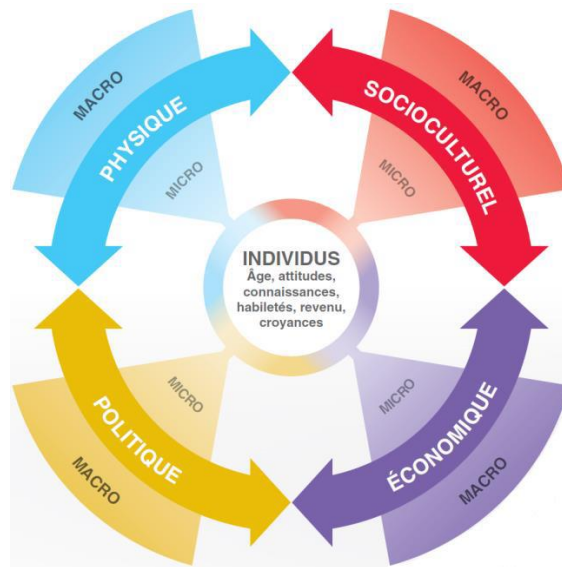 MACRO
PHYSIQUE
MICRO
MACRO
SOCIOCULTUREL
MICRO
INDIVIDUS
Âge, attitudes,
connaissances,
habiletés, revenu,
croyances
MICRO
POLITIQUE
MACRO
MICRO
ÉCONOMIQUE
MACRO